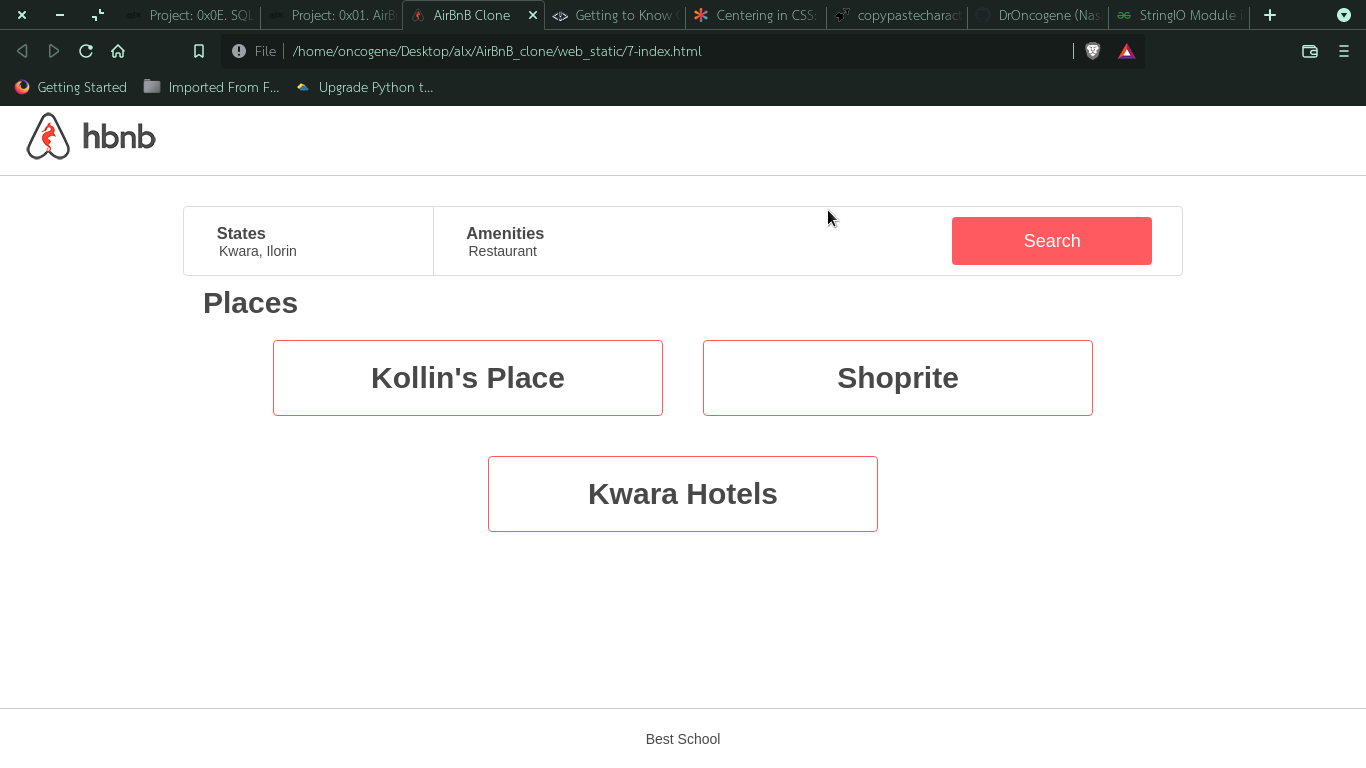 Project: 0x0E. SQL
Project: 0x01. AirB
AirBnB Clone
Getting to Know
Centering in CSS:
copypastecharact
DrOncogene (Nas
StringIO Module i
File
/home/oncogene/Desktop/alx/AirBnB_clone/web_static/7-index.html
Getting Started
Imported From F...
Upgrade Python t...
hbnb
States
Kwara, Ilorin
Amenities
Restaurant
Search
Places
Kollin's Place
Shoprite
Kwara Hotels
Best School